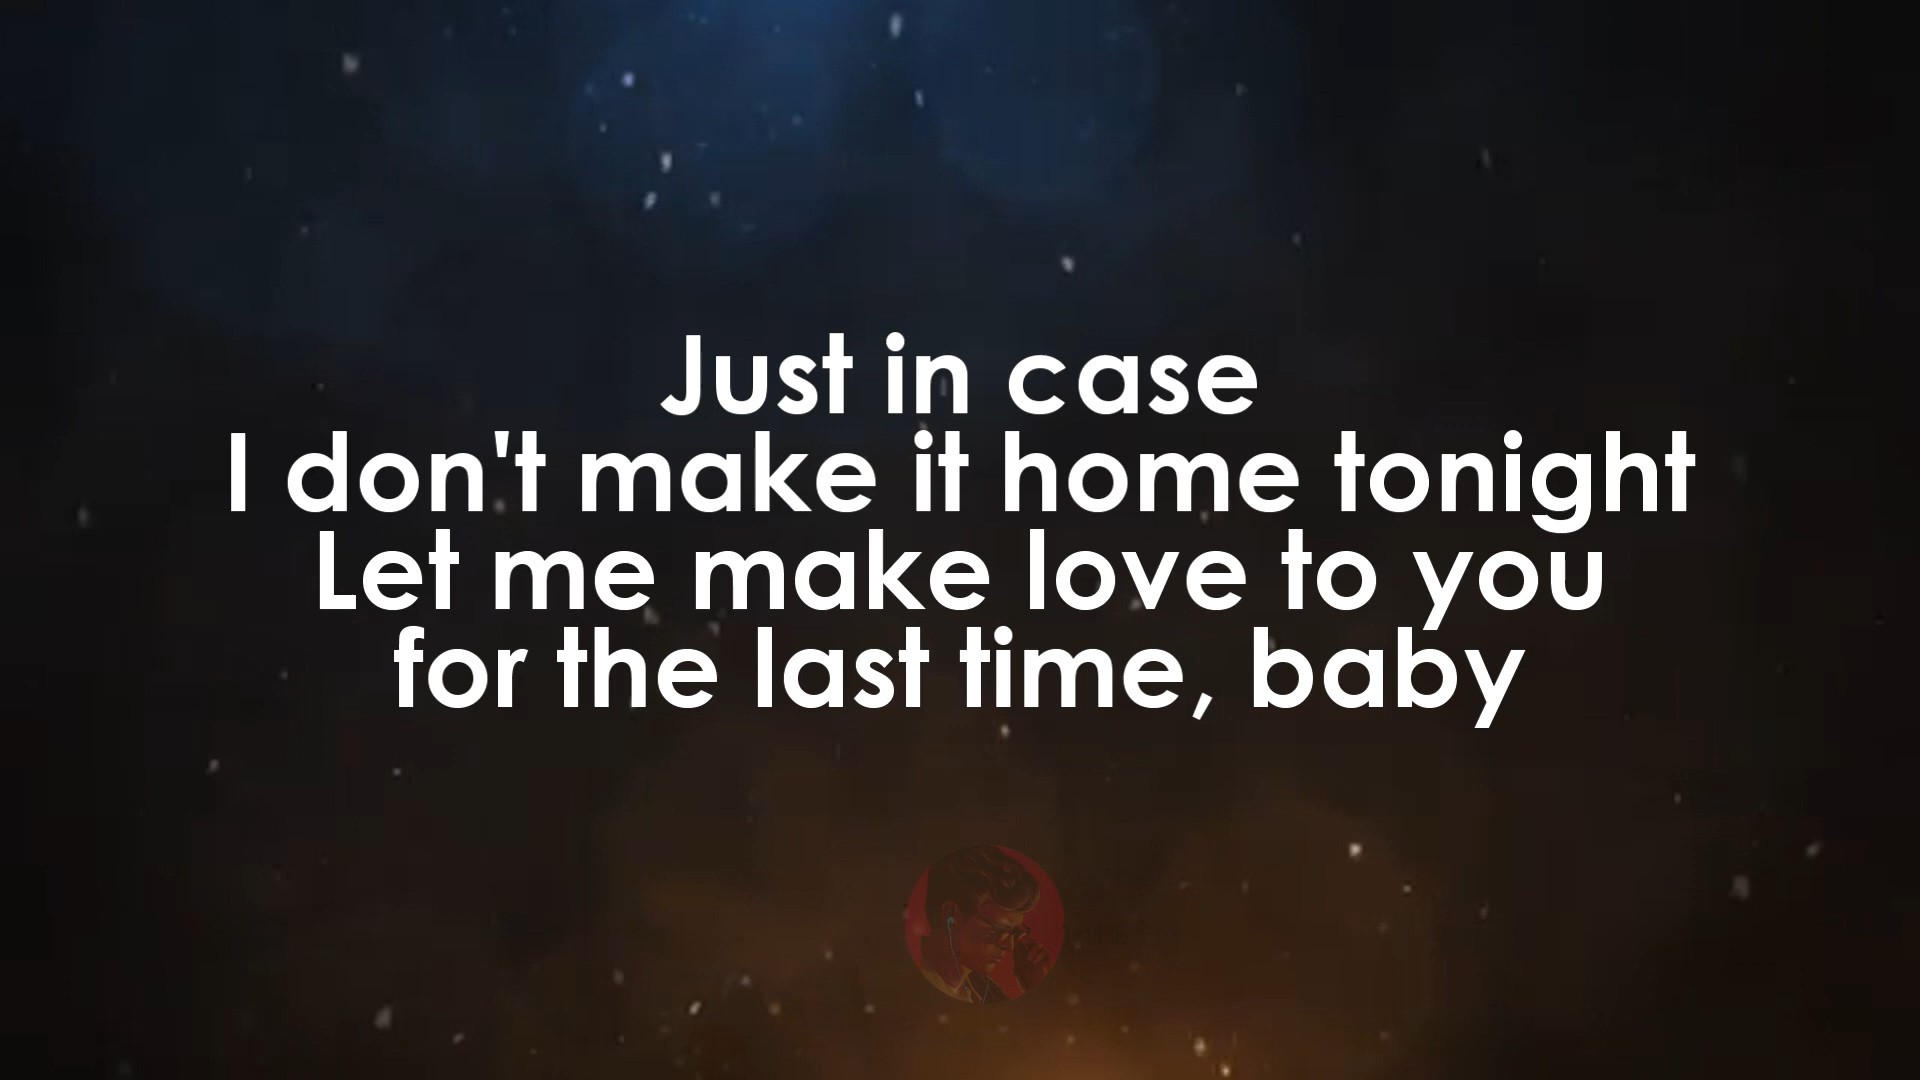 Just in case
I don't make it home tonight
Let me make love to you
for the last time, baby